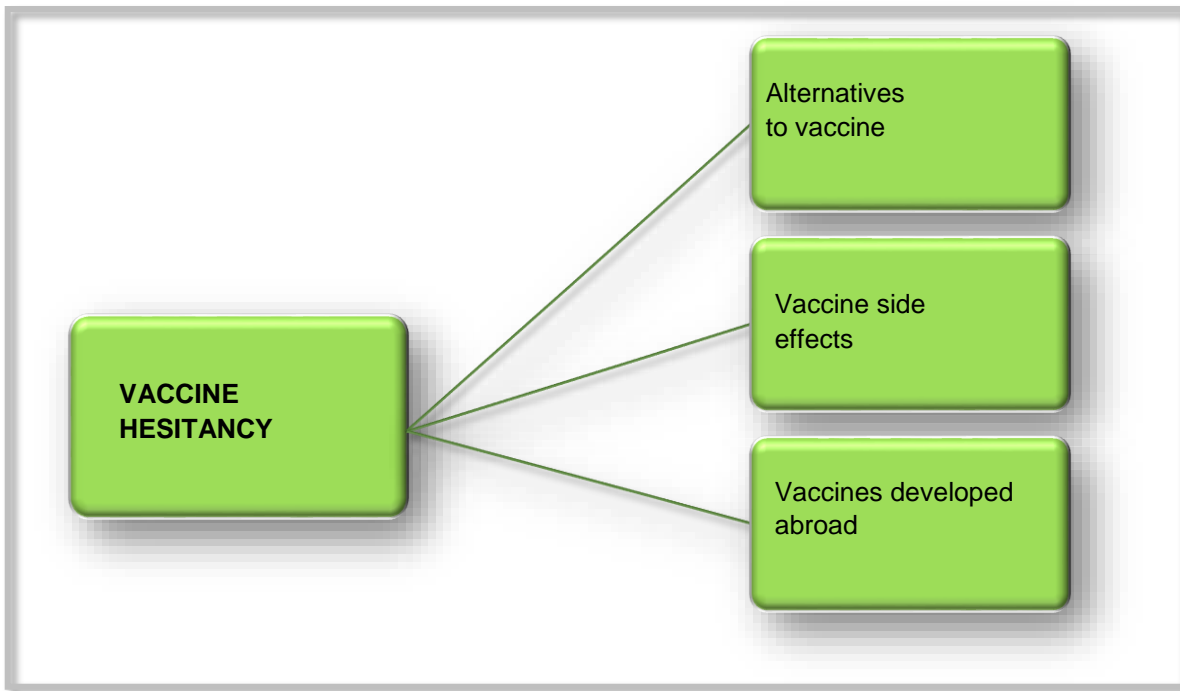 Alternatives
to vaccine
Vaccine side
effects
VACCINE
HESITANCY
Vaccines developed
abroad